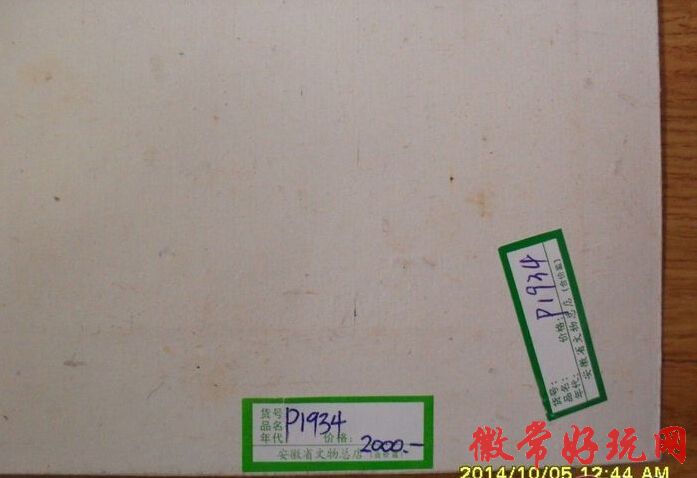 货号:
品名:
年代:
价格:
P1934
安徽省文物总店
货号
品名
年代
P1934
价格:
2000.-
安徽省文物总店
徽常好玩网
2014/10/05 12:44 AM